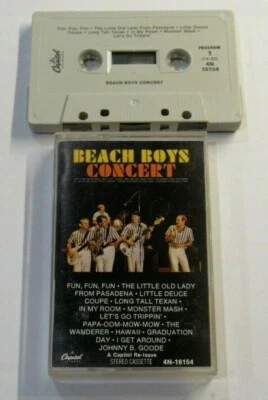 Capitol
FUN, FUN, FUN • THE LITTLE OLD LADY FROM PASADENA • LITTLE DEUCE
COUPE • LONG TALL TEXAN • IN MY ROOM • MONSTER MASH •
LET'S GO TRIPPIN'
PROGRAM
1
4N
16154
BEACH BOYS CONCERT
BEACH BOYS
CONCERT
FUN, FUN, FUN • THE LITTLE OLD LADY
FROM PASADENA • LITTLE DEUCE
COUPE • LONG TALL TEXAN •
IN MY ROOM • MONSTER MASH •
LET'S GO TRIPPIN' •
PAPA-OOM-MOW-MOW • THE
WANDERER • HAWAII • GRADUATION
DAY • I GET AROUND •
JOHNNY B. GOODE
A Capitol Re-Issue
Capitol
STEREO CASSETTE
4N-16154